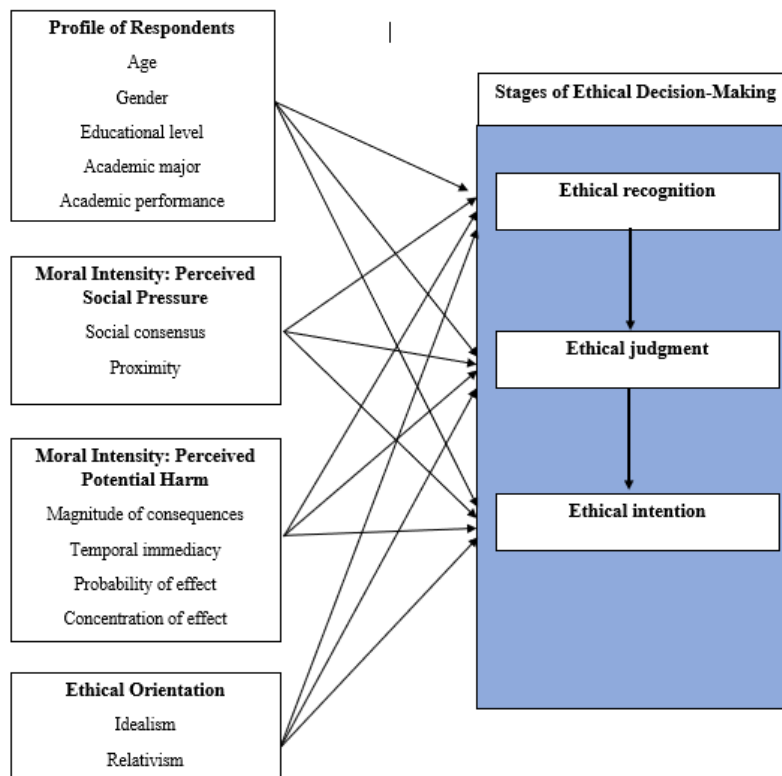 Profile of Respondents
Age
Gender
Educational level
Academic major
Academic performance
Moral Intensity: Perceived
Social Pressure
Social consensus
Proximity
Moral Intensity: Perceived
Potential Harm
Magnitude of consequences
Temporal immediacy
Probability of effect
Concentration of effect
Ethical Orientation
Idealism
Relativism
Stages of Ethical Decision-Making
Ethical recognition
Ethical judgment
Ethical intention